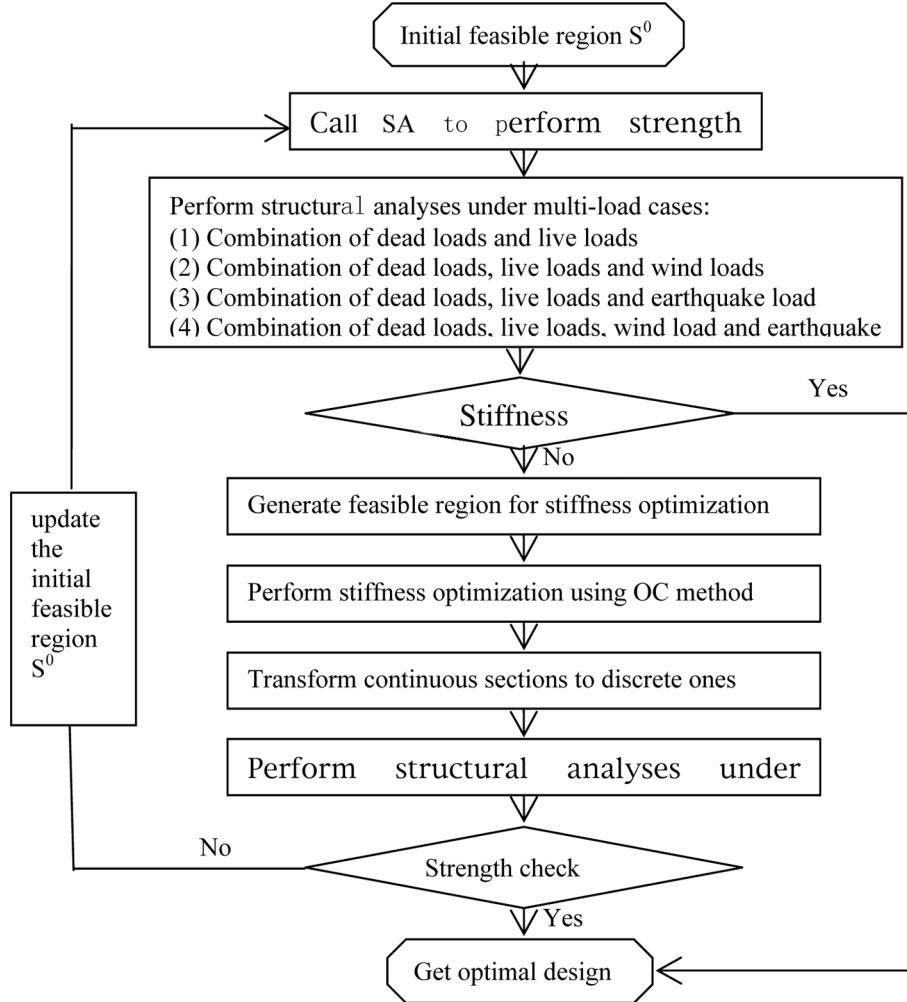 Initial feasible region S⁰
Call SA to perform strength
Perform structural analyses under multi-load cases:
(1) Combination of dead loads and live loads
(2) Combination of dead loads, live loads and wind loads
(3) Combination of dead loads, live loads and earthquake load
(4) Combination of dead loads, live loads, wind load and earthquake
Stiffness
Yes
No
Generate feasible region for stiffness optimization
Perform stiffness optimization using OC method
Transform continuous sections to discrete ones
Perform structural analyses under
Strength check
No
update
the
initial
feasible
region
S⁰
Yes
Get optimal design